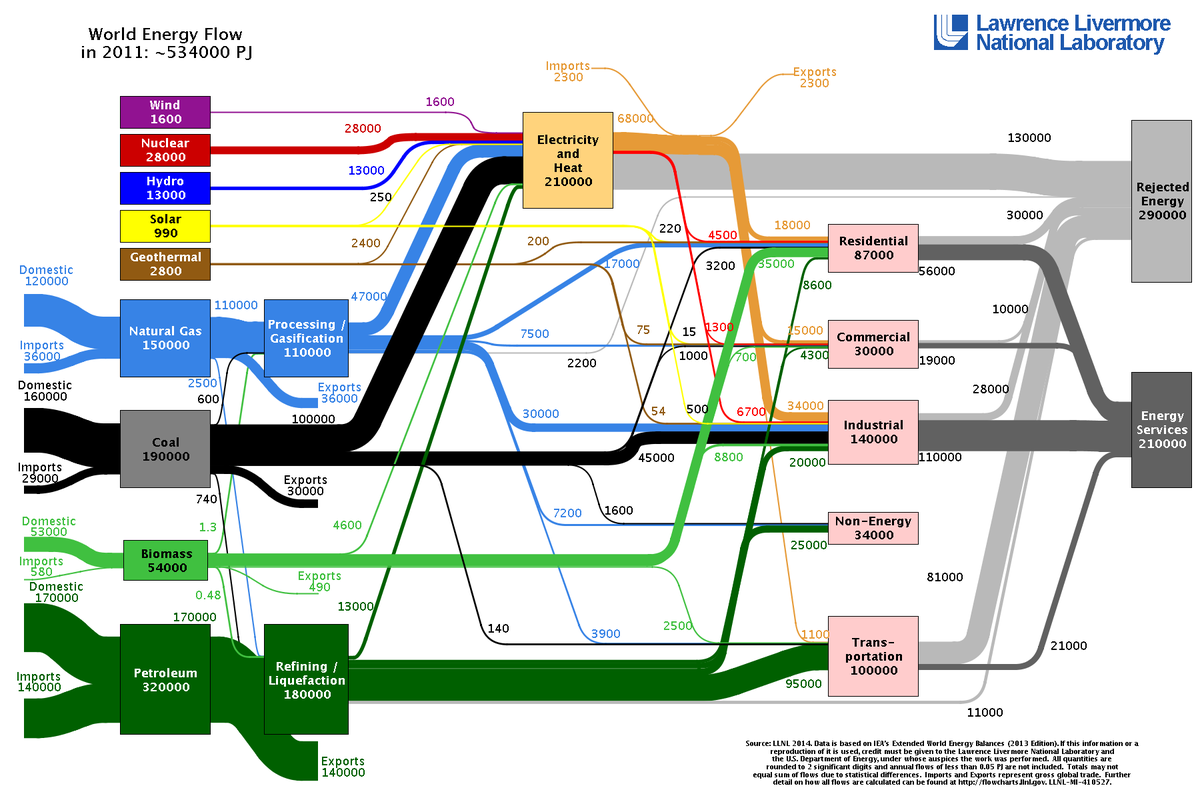 World Energy Flow
in 2011: ~534000 PJ
Lawrence Livermore
National Laboratory
Imports
2300
Exports
2300
Wind
1600
1600
Nuclear
28000
28000
Hydro
13000
13000
250
Solar
990
Geothermal
2800
2400
200
Electricity
and
Heat
210000
68000
130000
Rejected
Energy
290000
30000
220
4500
18000
Residential
87000
56000
17000
3200
35000
8600
Domestic
120000
Imports
36000
Natural Gas
150000
110000
Processing /
Gasification
110000
47000
2500
600
Exports
36000
7500
2200
75
15
1000
1300
700
15000
4300
Commercial
30000
10000
19000
Domestic
160000
Imports
29000
Coal
190000
100000
740
Exports
30000
30000
45000
54
500
6700
34000
8800
20000
Industrial
140000
28000
110000
Energy
Services
210000
Domestic
53000
Imports
580
Biomass
54000
1.3
0.48
4600
Exports
490
7200
1600
Non-Energy
34000
25000
Domestic
170000
Imports
140000
Petroleum
320000
170000
Refining /
Liquefaction
180000
13000
Exports
140000
140
3900
2500
1100
95000
Trans-
portation
100000
81000
21000
11000
Source: LLNL 2014. Data is based on IEA's Extended World Energy Balances (2013 Edition). If this information or a
reproduction of it is used, credit must be given to the Lawrence Livermore National Laboratory and
the U.S. Department of Energy, under whose auspices the work was performed. All quantities are
rounded to 2 significant digits and annual flows of less than 0.05 PJ are not included. Totals may not
equal sum of flows due to statistical differences. Imports and Exports represent gross global trade. Further
detail on how all flows are calculated can be found at http://flowcharts.llnl.gov. LLNL-MI-410527.